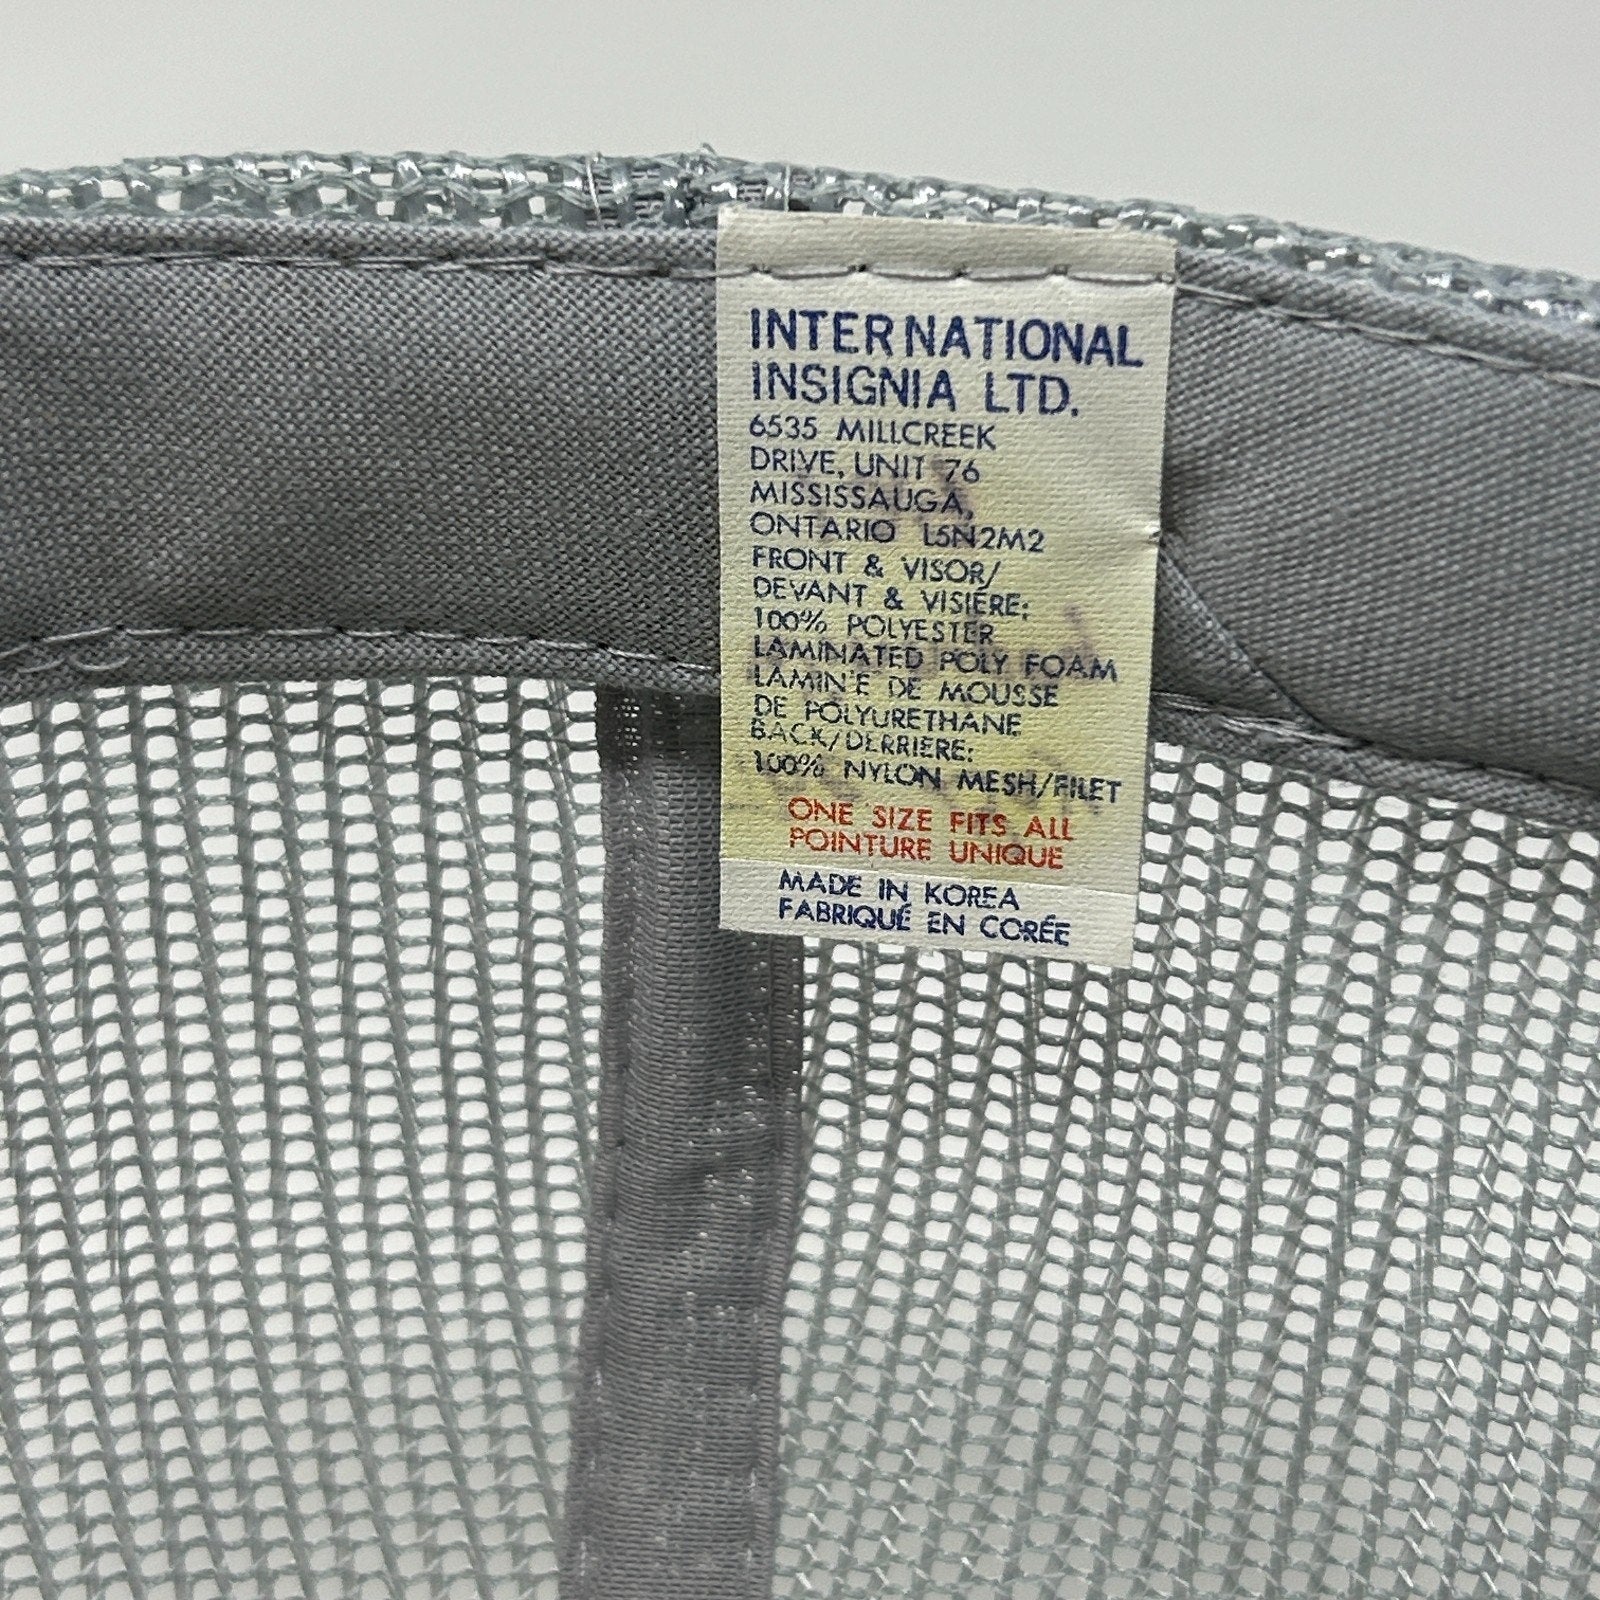 INTERNATIONAL
INSIGNIA LTD.
6535 MILLCREEK
DRIVE, UNIT 76
MISSISSAUGA,
ONTARIO L5N2M2
FRONT & VISOR/
DEVANT & VISIÉRE:
100% POLYESTER
LAMINATED POLY FOAM
LAMIN'E DE MOUSSE
DE POLYURETHANE
BACK/DERRIERE:
100% NYLON MESH/FILET
ONE SIZE FITS ALL
POINTURE UNIQUE
MADE IN KOREA
FABRIQUÉ EN CORÉE